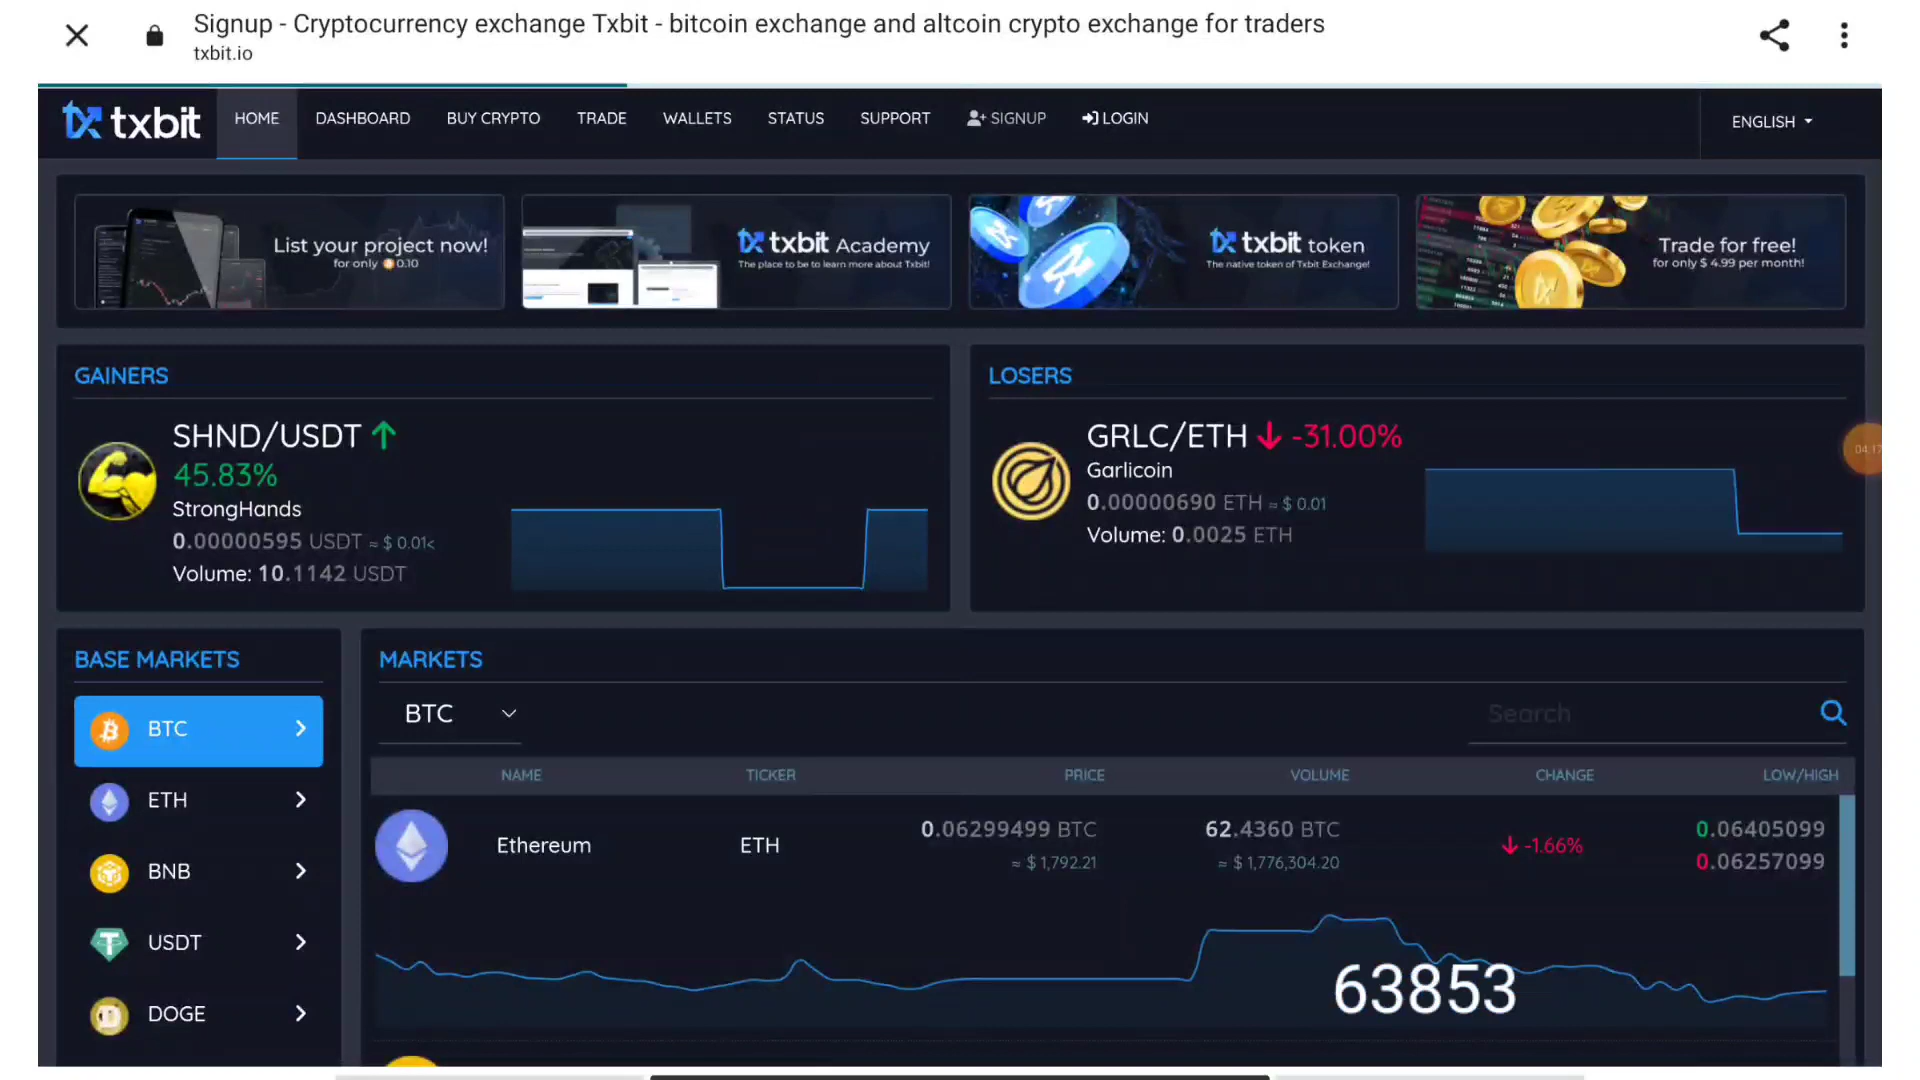 Signup - Cryptocurrency exchange Txbit - bitcoin exchange and altcoin crypto exchange for traders
txbit.io
txbit HOME DASHBOARD BUY CRYPTO TRADE WALLETS STATUS SUPPORT SIGNUP LOGIN ENGLISH
List your project now!
for only 0.10
txbit Academy
The place to be to learn more about Txbit!
txbit token
The native token of Txbit Exchange!
Trade for free!
for only $ 4.99 per month!
GAINERS
SHND/USDT
45.83%
StrongHands
0.00000595 USDT ≈ $ 0.01<
Volume: 10.1142 USDT
LOSERS
GRLC/ETH -31.00%
Garlicoin
0.00000690 ETH ≈ $ 0.01
Volume: 0.0025 ETH
04:17
BASE MARKETS
BTC
ETH
BNB
USDT
DOGE
MARKETS
BTC Search
NAME TICKER PRICE VOLUME CHANGE LOW/HIGH
Ethereum ETH 0.06299499 BTC 62.4360 BTC -1.66% 0.06405099
≈ $ 1,792.21 ≈ $ 1,776,304.20 0.06257099
63853